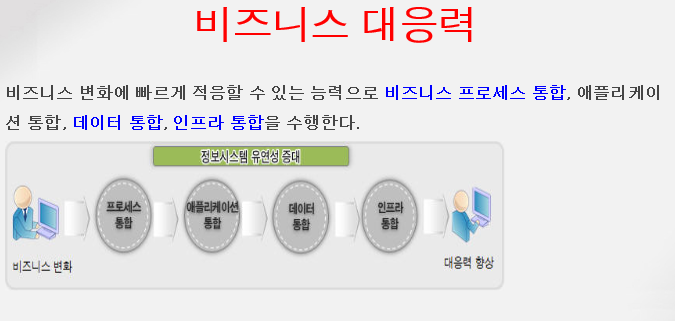 비즈니스 대응력
비즈니스 변화에 빠르게 적응할 수 있는 능력으로 비즈니스 프로세스 통합, 애플리케이
션 통합, 데이터 통합, 인프라 통합을 수행한다.
정보시스템 유연성 증대
프로세스
통합
애플리케이션
통합
데이터
통합
인프라
통합
비즈니스 변화
대응력 향상